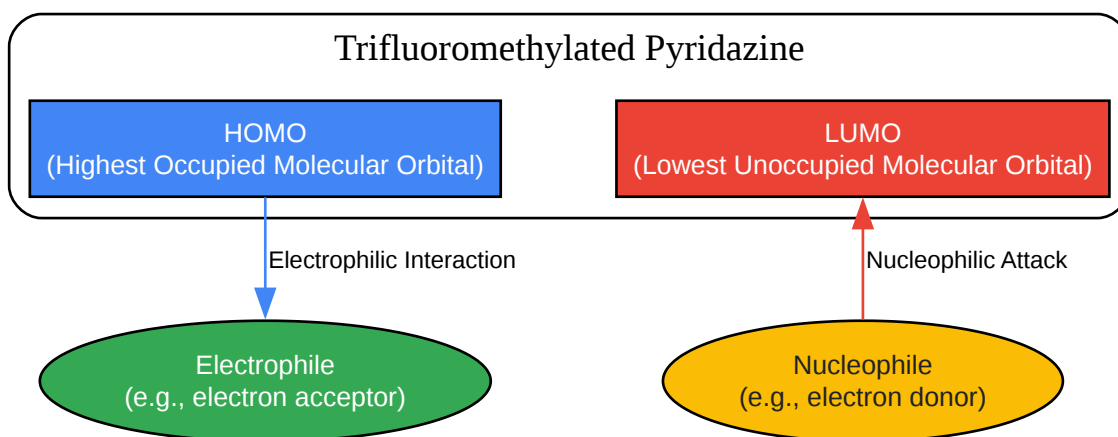 Trifluoromethylated Pyridazine
HOMO
(Highest Occupied Molecular Orbital)
LUMO
(Lowest Unoccupied Molecular Orbital)
Electrophilic Interaction
Nucleophilic Attack
Electrophile
(e.g., electron acceptor)
Nucleophile
(e.g., electron donor)